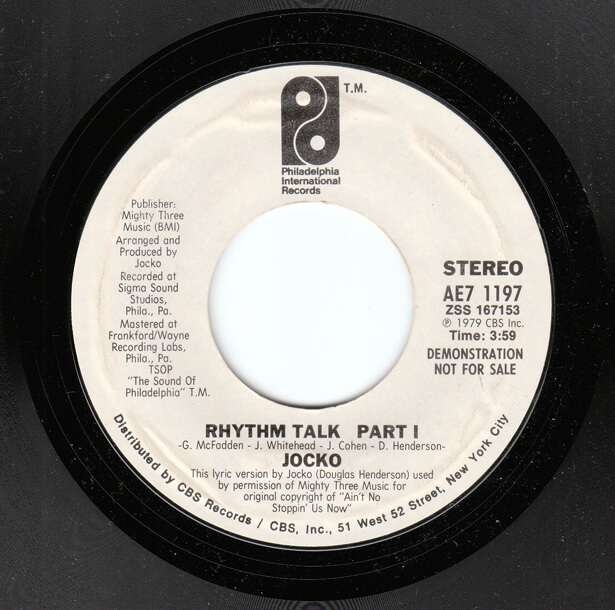 T.M.
Philadelphia
International
Records
Publisher:
Mighty Three
Music (BMI)
Arranged and
Produced by
Jocko
Recorded at
Sigma Sound
Studios,
Phila., Pa.
Mastered at
Frankford/Wayne
Recording Labs,
Phila., Pa.
TSOP
"The Sound Of
Philadelphia" T.M.
STEREO
AE7 1197
ZSS 167153
℗ 1979 CBS Inc.
Time: 3:59
DEMONSTRATION
NOT FOR SALE
RHYTHM TALK PART I
-G. McFadden - J. Whitehead - J. Cohen - D. Henderson-
JOCKO
This lyric version by Jocko (Douglas Henderson) used
by permission of Mighty Three Music for
original copyright of "Ain't No
Stoppin' Us Now"
Distributed by CBS Records / CBS, Inc., 51 West 52 Street, New York City